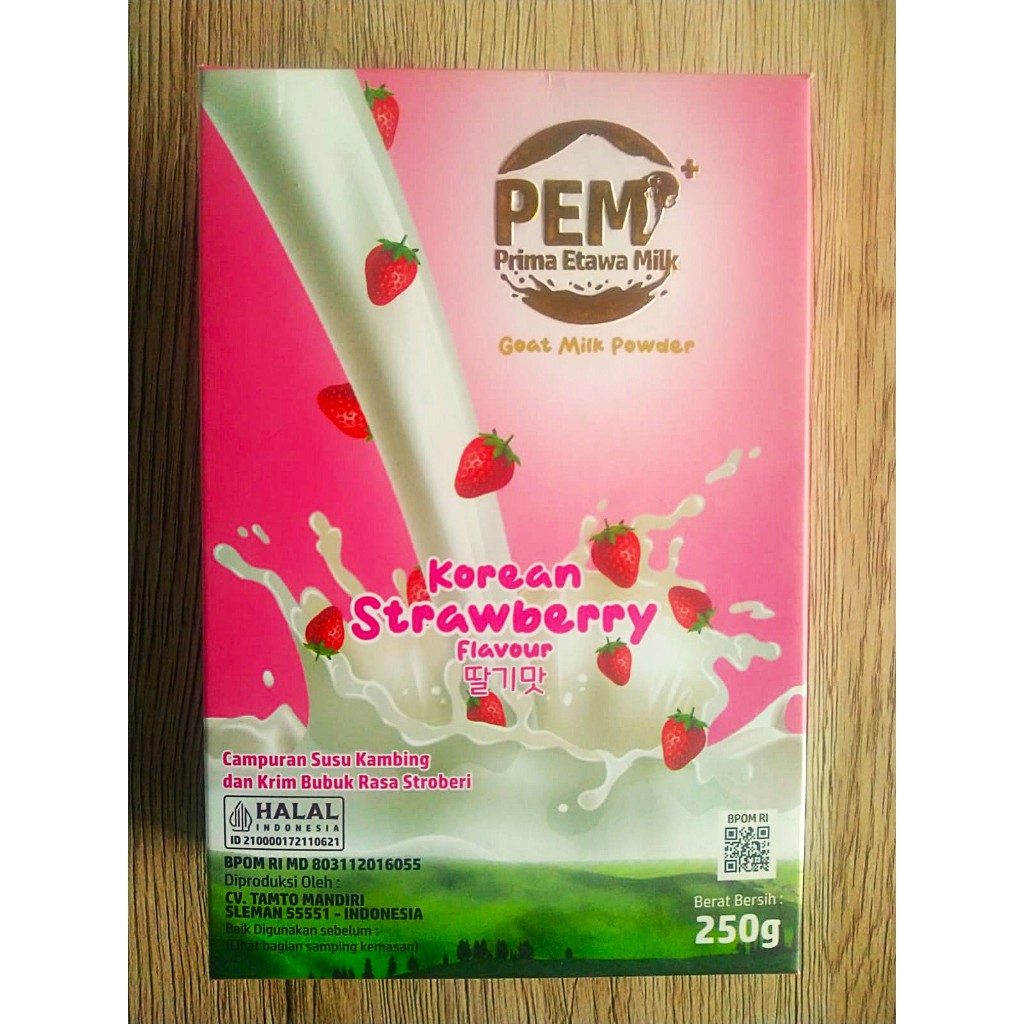 PEM+
Prima Etawa Milk
Goat Milk Powder
Korean
Strawberry
Flavour
딸기맛
Campuran Susu Kambing
dan Krim Bubuk Rasa Stroberi
HALAL
INDONESIA
ID 210000172110621
BPOM RI MD 803112016055
Diproduksi Oleh :
CV. TAMTO MANDIRI
SLEMAN 55551 - INDONESIA
Baik Digunakan sebelum :
(Lihat bagian samping kemasan)
BPOM RI
Berat Bersih :
250g